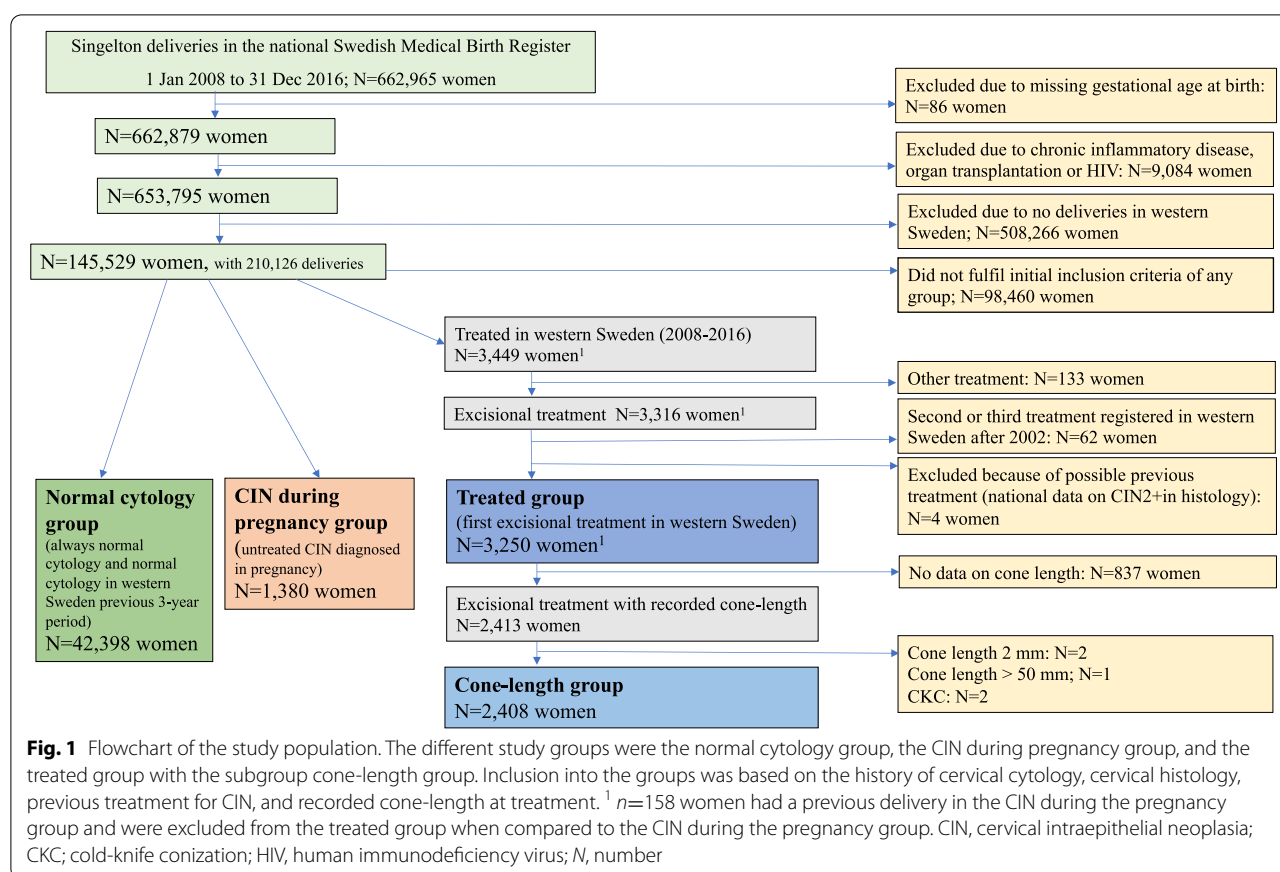 Singelton deliveries in the national Swedish Medical Birth Register
1 Jan 2008 to 31 Dec 2016; N=662,965 women
Excluded due to missing gestational age at birth:
N=86 women
N=662,879 women
Excluded due to chronic inflammatory disease,
organ transplantation or HIV: N=9,084 women
N=653,795 women
Excluded due to no deliveries in western
Sweden; N=508,266 women
N=145,529 women, with 210,126 deliveries
Did not fulfil initial inclusion criteria of any
group; N=98,460 women
Treated in western Sweden (2008-2016)
N=3,449 women¹
Other treatment: N=133 women
Excisional treatment N=3,316 women¹
Second or third treatment registered in western
Sweden after 2002: N=62 women
Excluded because of possible previous
treatment (national data on CIN2+in histology):
N=4 women
Normal cytology
group
(always normal
cytology and normal
cytology in western
Sweden previous 3-year
period)
N=42,398 women
CIN during
pregnancy group
(untreated CIN diagnosed
in pregnancy)
N=1,380 women
Treated group
(first excisional treatment in western Sweden)
N=3,250 women¹
No data on cone length: N=837 women
Excisional treatment with recorded cone-length
N=2,413 women
Cone length 2 mm: N=2
Cone length > 50 mm; N=1
CKC: N=2
Cone-length group
N=2,408 women
Fig. 1 Flowchart of the study population. The different study groups were the normal cytology group, the CIN during pregnancy group, and the
treated group with the subgroup cone-length group. Inclusion into the groups was based on the history of cervical cytology, cervical histology,
previous treatment for CIN, and recorded cone-length at treatment. ¹ n=158 women had a previous delivery in the CIN during the pregnancy
group and were excluded from the treated group when compared to the CIN during the pregnancy group. CIN, cervical intraepithelial neoplasia;
CKC; cold-knife conization; HIV, human immunodeficiency virus; N, number